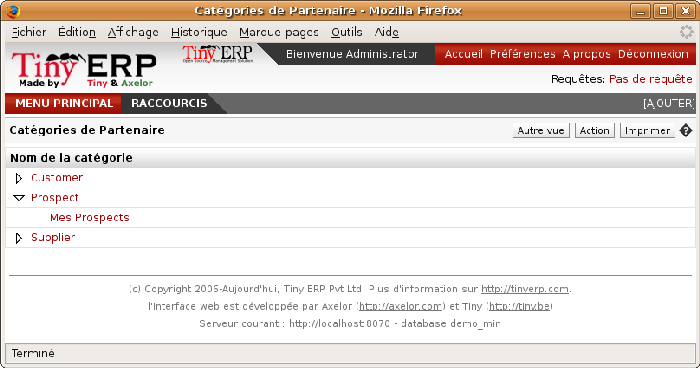 Catégories de Partenaire - Mozilla Firefox
Fichier Édition Affichage Historique Marque-pages Outils Aide
Tiny ERP
Made by Tiny & Axelor
Tiny ERP
Open Source Management Solution
Bienvenue Administrator
Accueil Préférences A propos Déconnexion
Requêtes: Pas de requête
MENU PRINCIPAL RACCOURCIS [AJOUTER]
Catégories de Partenaire Autre vue Action Imprimer ?
Nom de la catégorie
Customer
Prospect
Mes Prospects
Supplier
(c) Copyright 2006-Aujourd'hui, Tiny ERP Pvt Ltd. Plus d'information sur http://tinyerp.com.
l'interface web est développée par Axelor (http://axelor.com) et Tiny (http://tiny.be)
Serveur courant : http://localhost:8070 - database demo_min
Terminé